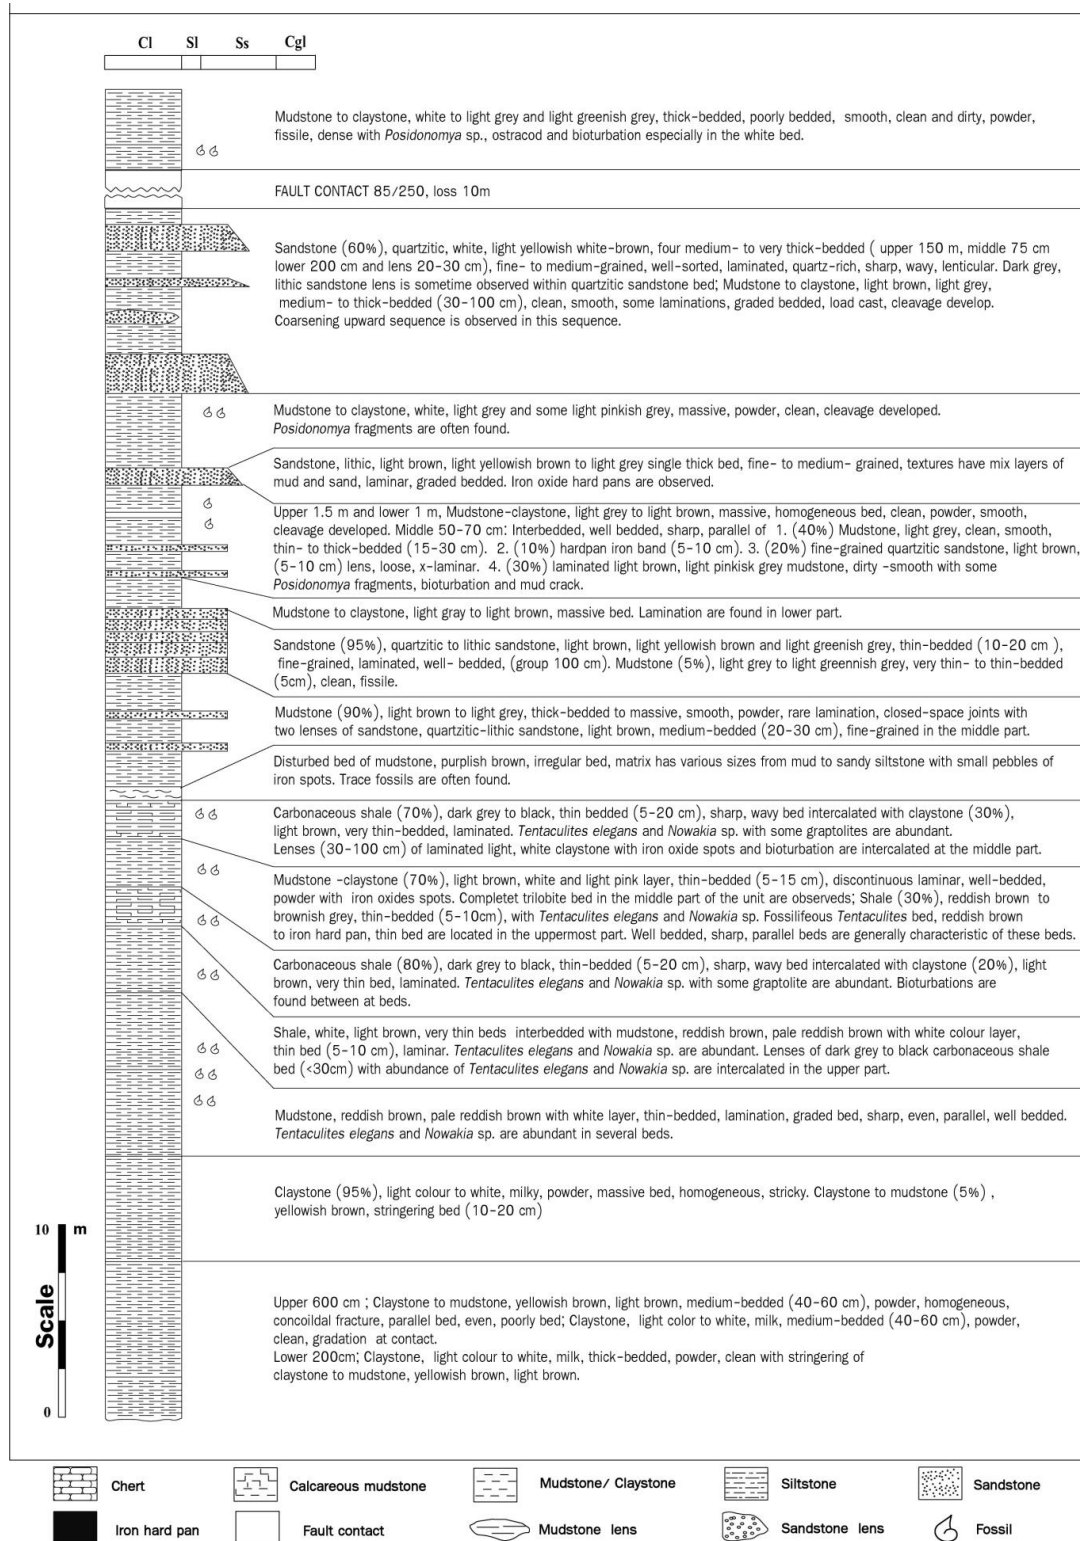 Cl Sl Ss Cgl
Mudstone to claystone, white to light grey and light greenish grey, thick-bedded, poorly bedded, smooth, clean and dirty, powder,
fissile, dense with Posidonomya sp., ostracod and bioturbation especially in the white bed.
FAULT CONTACT 85/250, loss 10m
Sandstone (60%), quartzitic, white, light yellowish white-brown, four medium- to very thick-bedded ( upper 150 m, middle 75 cm
lower 200 cm and lens 20-30 cm), fine- to medium-grained, well-sorted, laminated, quartz-rich, sharp, wavy, lenticular. Dark grey,
lithic sandstone lens is sometime observed within quartzitic sandstone bed; Mudstone to claystone, light brown, light grey,
medium- to thick-bedded (30-100 cm), clean, smooth, some laminations, graded bedded, load cast, cleavage develop.
Coarsening upward sequence is observed in this sequence.
Mudstone to claystone, white, light grey and some light pinkish grey, massive, powder, clean, cleavage developed.
Posidonomya fragments are often found.
Sandstone, lithic, light brown, light yellowish brown to light grey single thick bed, fine- to medium- grained, textures have mix layers of
mud and sand, laminar, graded bedded. Iron oxide hard pans are observed.
Upper 1.5 m and lower 1 m, Mudstone-claystone, light grey to light brown, massive, homogeneous bed, clean, powder, smooth,
cleavage developed. Middle 50-70 cm: Interbedded, well bedded, sharp, parallel of 1. (40%) Mudstone, light grey, clean, smooth,
thin- to thick-bedded (15-30 cm). 2. (10%) hardpan iron band (5-10 cm). 3. (20%) fine-grained quartzitic sandstone, light brown,
(5-10 cm) lens, loose, x-laminar. 4. (30%) laminated light brown, light pinkisk grey mudstone, dirty -smooth with some
Posidonomya fragments, bioturbation and mud crack.
Mudstone to claystone, light gray to light brown, massive bed. Lamination are found in lower part.
Sandstone (95%), quartzitic to lithic sandstone, light brown, light yellowish brown and light greenish grey, thin-bedded (10-20 cm ),
fine-grained, laminated, well- bedded, (group 100 cm). Mudstone (5%), light grey to light greennish grey, very thin- to thin-bedded
(5cm), clean, fissile.
Mudstone (90%), light brown to light grey, thick-bedded to massive, smooth, powder, rare lamination, closed-space joints with
two lenses of sandstone, quartzitic-lithic sandstone, light brown, medium-bedded (20-30 cm), fine-grained in the middle part.
Disturbed bed of mudstone, purplish brown, irregular bed, matrix has various sizes from mud to sandy siltstone with small pebbles of
iron spots. Trace fossils are often found.
Carbonaceous shale (70%), dark grey to black, thin bedded (5-20 cm), sharp, wavy bed intercalated with claystone (30%),
light brown, very thin-bedded, laminated. Tentaculites elegans and Nowakia sp. with some graptolites are abundant.
Lenses (30-100 cm) of laminated light, white claystone with iron oxide spots and bioturbation are intercalated at the middle part.
Mudstone -claystone (70%), light brown, white and light pink layer, thin-bedded (5-15 cm), discontinuous laminar, well-bedded,
powder with iron oxides spots. Completet trilobite bed in the middle part of the unit are observeds; Shale (30%), reddish brown to
brownish grey, thin-bedded (5-10cm), with Tentaculites elegans and Nowakia sp. Fossilifeous Tentaculites bed, reddish brown
to iron hard pan, thin bed are located in the uppermost part. Well bedded, sharp, parallel beds are generally characteristic of these beds.
Carbonaceous shale (80%), dark grey to black, thin-bedded (5-20 cm), sharp, wavy bed intercalated with claystone (20%), light
brown, very thin bed, laminated. Tentaculites elegans and Nowakia sp. with some graptolite are abundant. Bioturbations are
found between at beds.
Shale, white, light brown, very thin beds interbedded with mudstone, reddish brown, pale reddish brown with white colour layer,
thin bed (5-10 cm), laminar. Tentaculites elegans and Nowakia sp. are abundant. Lenses of dark grey to black carbonaceous shale
bed (<30cm) with abundance of Tentaculites elegans and Nowakia sp. are intercalated in the upper part.
Mudstone, reddish brown, pale reddish brown with white layer, thin-bedded, lamination, graded bed, sharp, even, parallel, well bedded.
Tentaculites elegans and Nowakia sp. are abundant in several beds.
Claystone (95%), light colour to white, milky, powder, massive bed, homogeneous, stricky. Claystone to mudstone (5%) ,
yellowish brown, stringering bed (10-20 cm)
10 m
Scale
0
Upper 600 cm ; Claystone to mudstone, yellowish brown, light brown, medium-bedded (40-60 cm), powder, homogeneous,
concoildal fracture, parallel bed, even, poorly bed; Claystone, light color to white, milk, medium-bedded (40-60 cm), powder,
clean, gradation at contact.
Lower 200cm; Claystone, light colour to white, milk, thick-bedded, powder, clean with stringering of
claystone to mudstone, yellowish brown, light brown.
Chert Calcareous mudstone Mudstone/ Claystone Siltstone Sandstone
Iron hard pan Fault contact Mudstone lens Sandstone lens Fossil